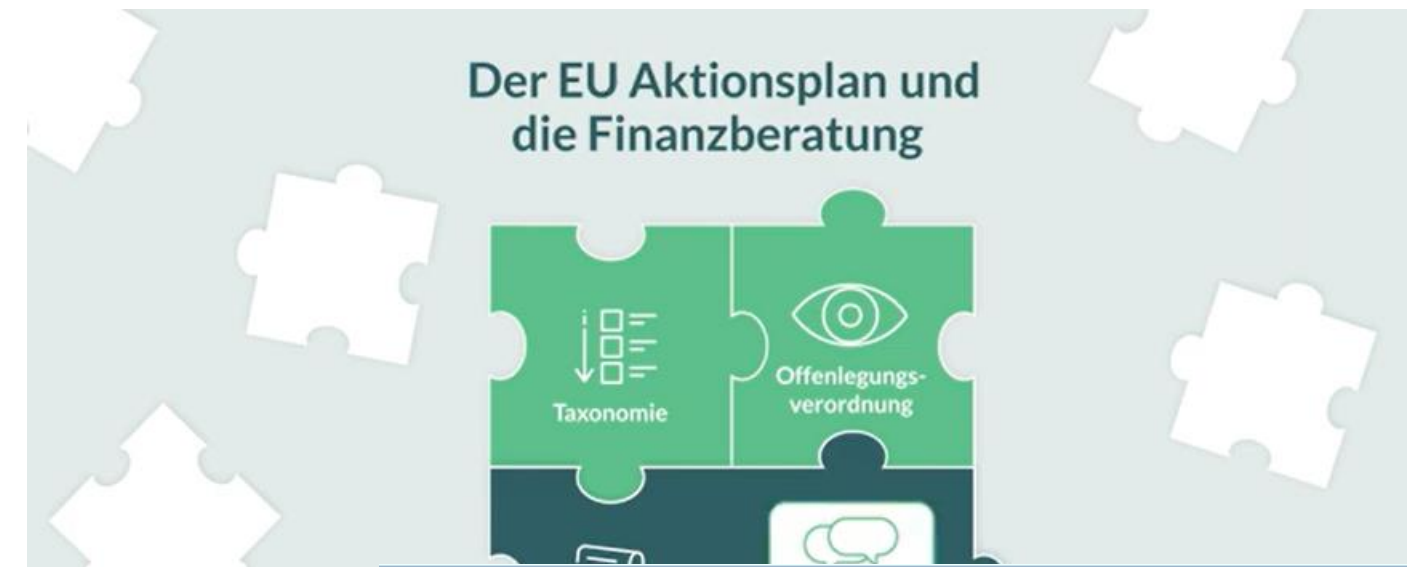 Der EU Aktionsplan und
die Finanzberatung
Taxonomie
Offenlegungs-
verordnung